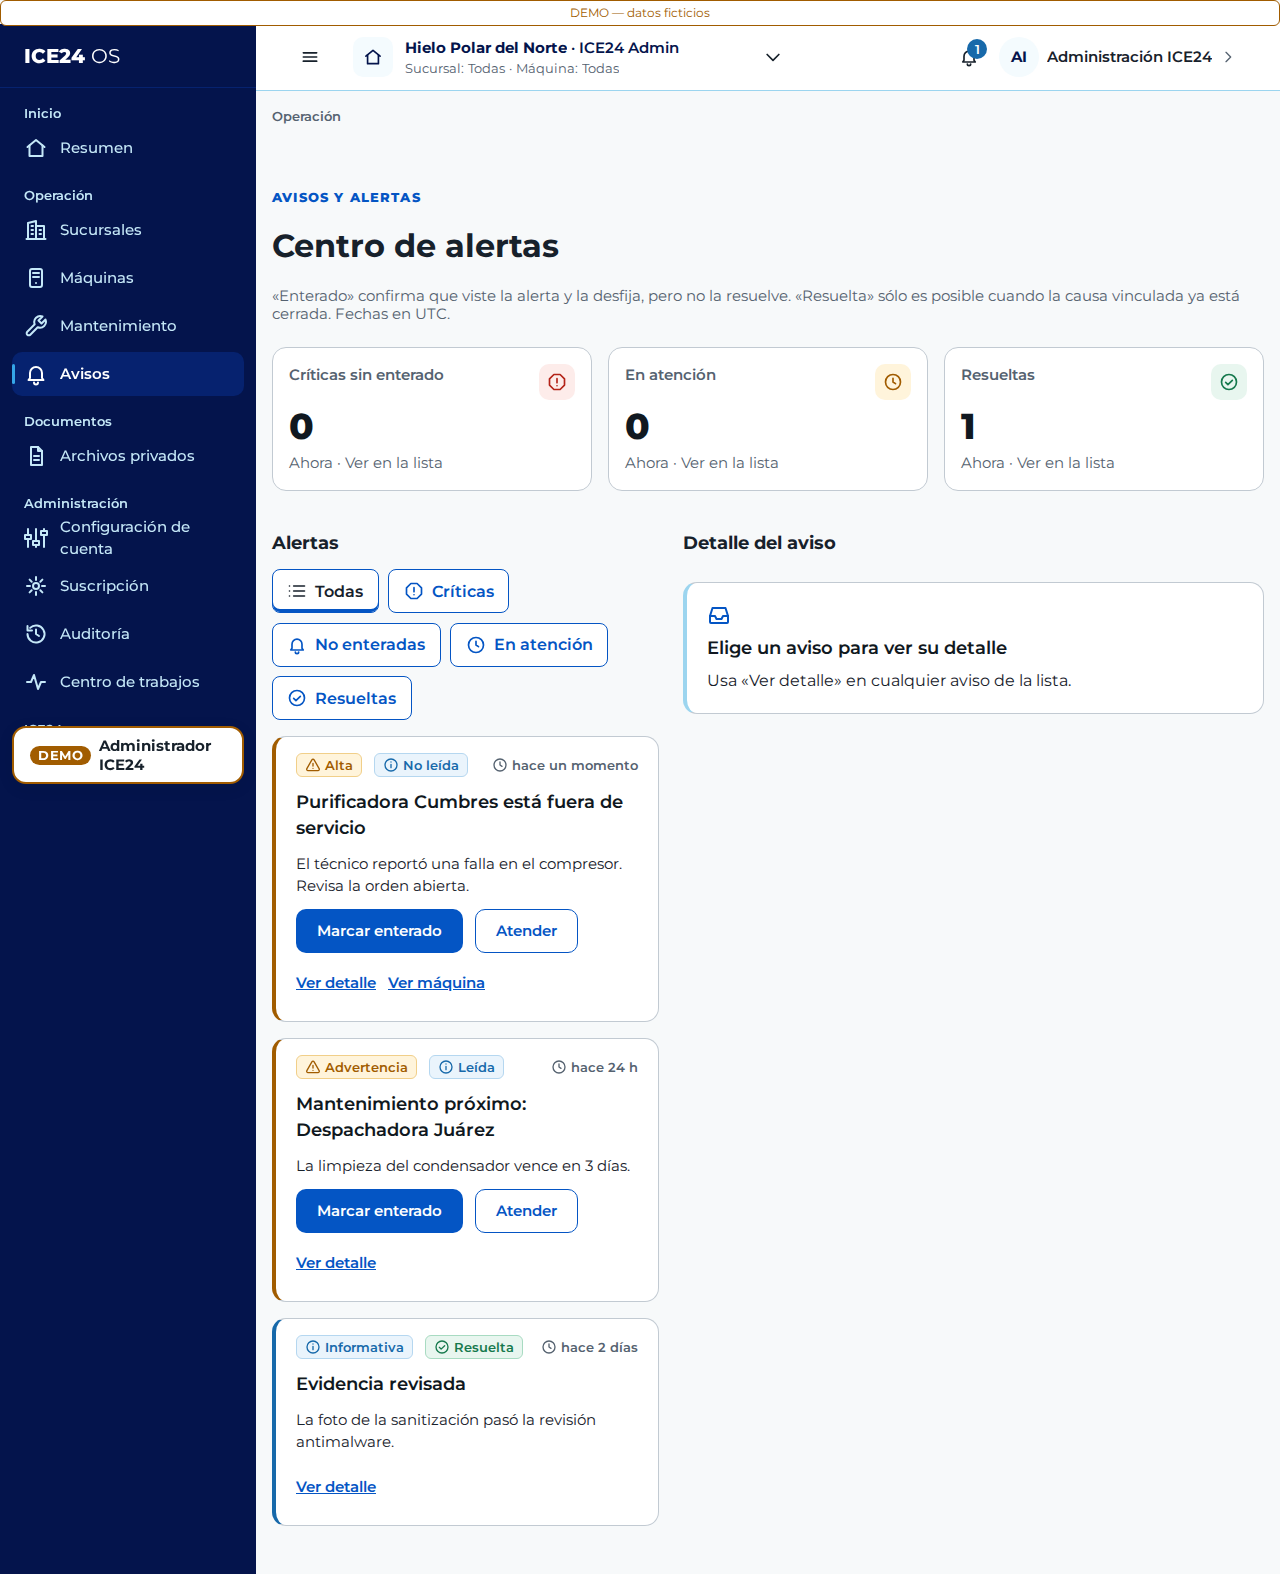 DEMO — datos ficticios
ICE24 OS
Hielo Polar del Norte · ICE24 Admin
Sucursal: Todas · Máquina: Todas
1
AI
Administración ICE24
Inicio
Resumen
Operación
Sucursales
Máquinas
Mantenimiento
Avisos
Documentos
Archivos privados
Administración
Configuración de
cuenta
Suscripción
Auditoría
Centro de trabajos
DEMO
Administrador
ICE24
Operación
AVISOS Y ALERTAS
Centro de alertas
«Enterado» confirma que viste la alerta y la desfija, pero no la resuelve. «Resuelta» sólo es posible cuando la causa vinculada ya está
cerrada. Fechas en UTC.
Críticas sin enterado
0
Ahora · Ver en la lista
En atención
0
Ahora · Ver en la lista
Resueltas
1
Ahora · Ver en la lista
Alertas
Todas
Críticas
No enteradas
En atención
Resueltas
Alta
No leída
hace un momento
Purificadora Cumbres está fuera de
servicio
El técnico reportó una falla en el compresor.
Revisa la orden abierta.
Marcar enterado
Atender
Ver detalle
Ver máquina
Advertencia
Leída
hace 24 h
Mantenimiento próximo:
Despachadora Juárez
La limpieza del condensador vence en 3 días.
Marcar enterado
Atender
Ver detalle
Informativa
Resuelta
hace 2 días
Evidencia revisada
La foto de la sanitización pasó la revisión
antimalware.
Ver detalle
Detalle del aviso
Elige un aviso para ver su detalle
Usa «Ver detalle» en cualquier aviso de la lista.